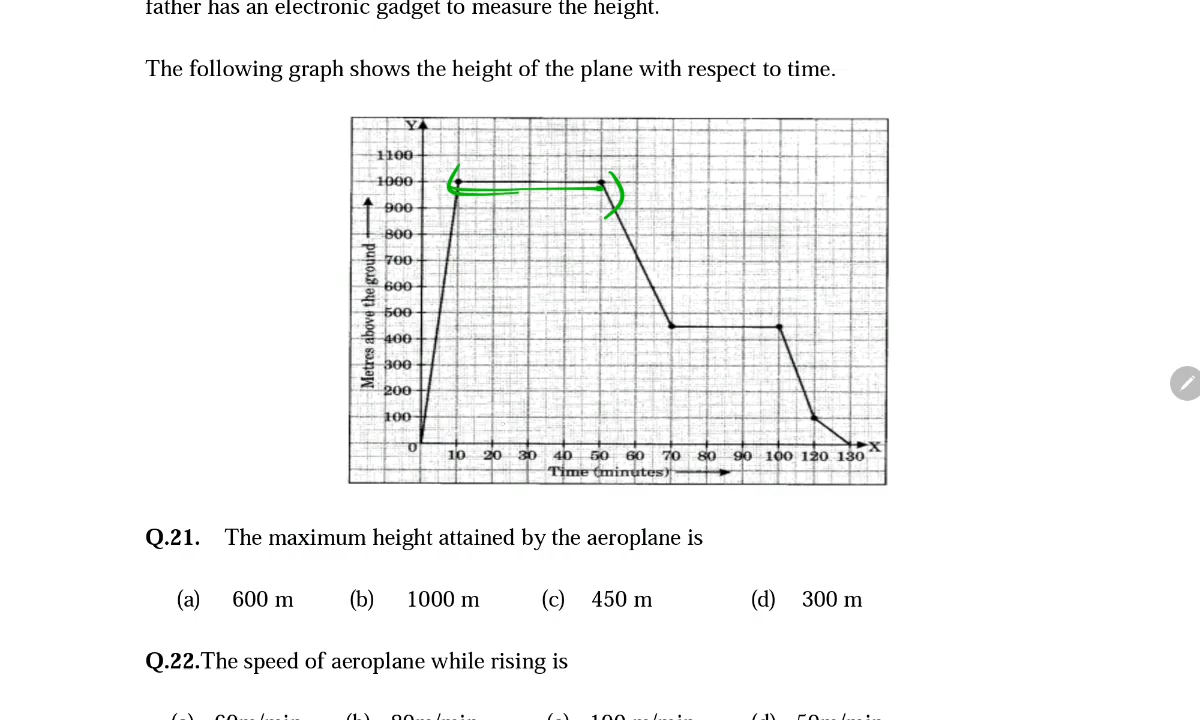 father has an electronic gadget to measure the height.
The following graph shows the height of the plane with respect to time.
Y
1100
1000
900
800
700
600
500
400
300
200
100
0
Metres above the ground
10 20 30 40 50 60 70 80 90 100 120 130 X
Time (minutes)
Q.21. The maximum height attained by the aeroplane is
(a) 600 m (b) 1000 m (c) 450 m (d) 300 m
Q.22.The speed of aeroplane while rising is